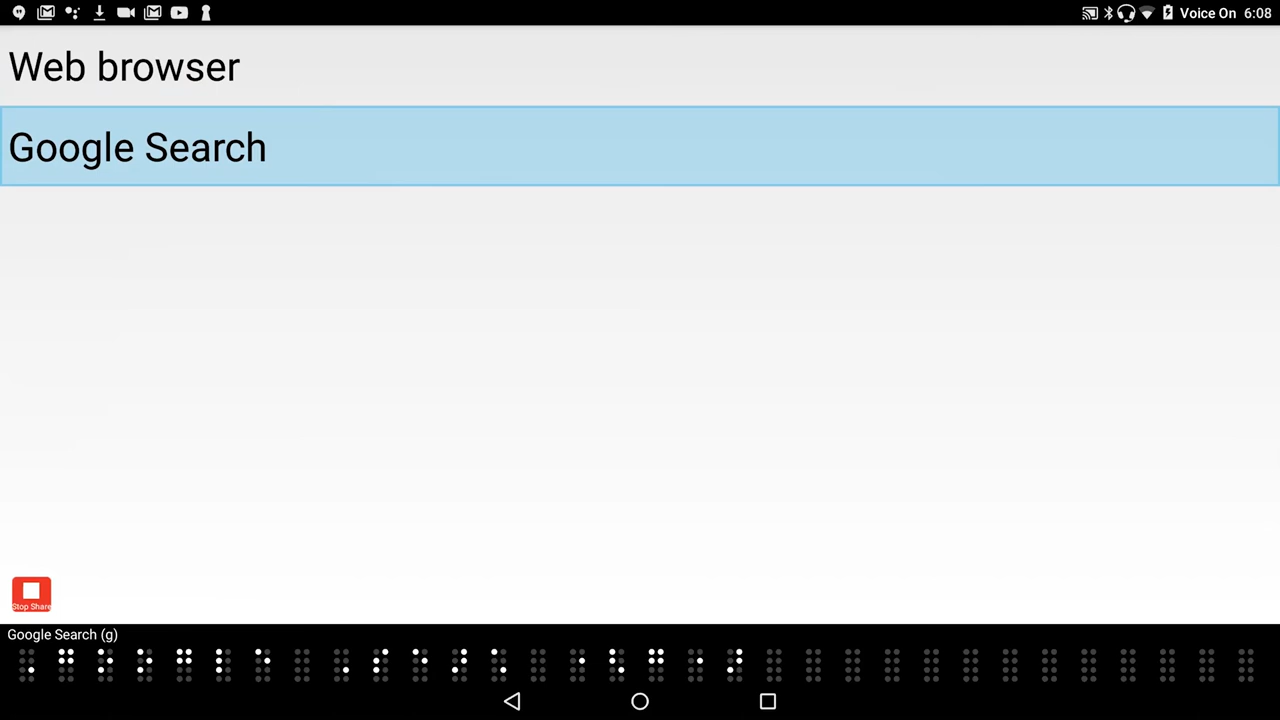 Voice On 6:08
Web browser
Google Search
Stop Share
Google Search (g)
⠠⠛⠕⠕⠛⠇⠑ ⠠⠎⠑⠜⠡ ⠐⠣⠛⠐⠜